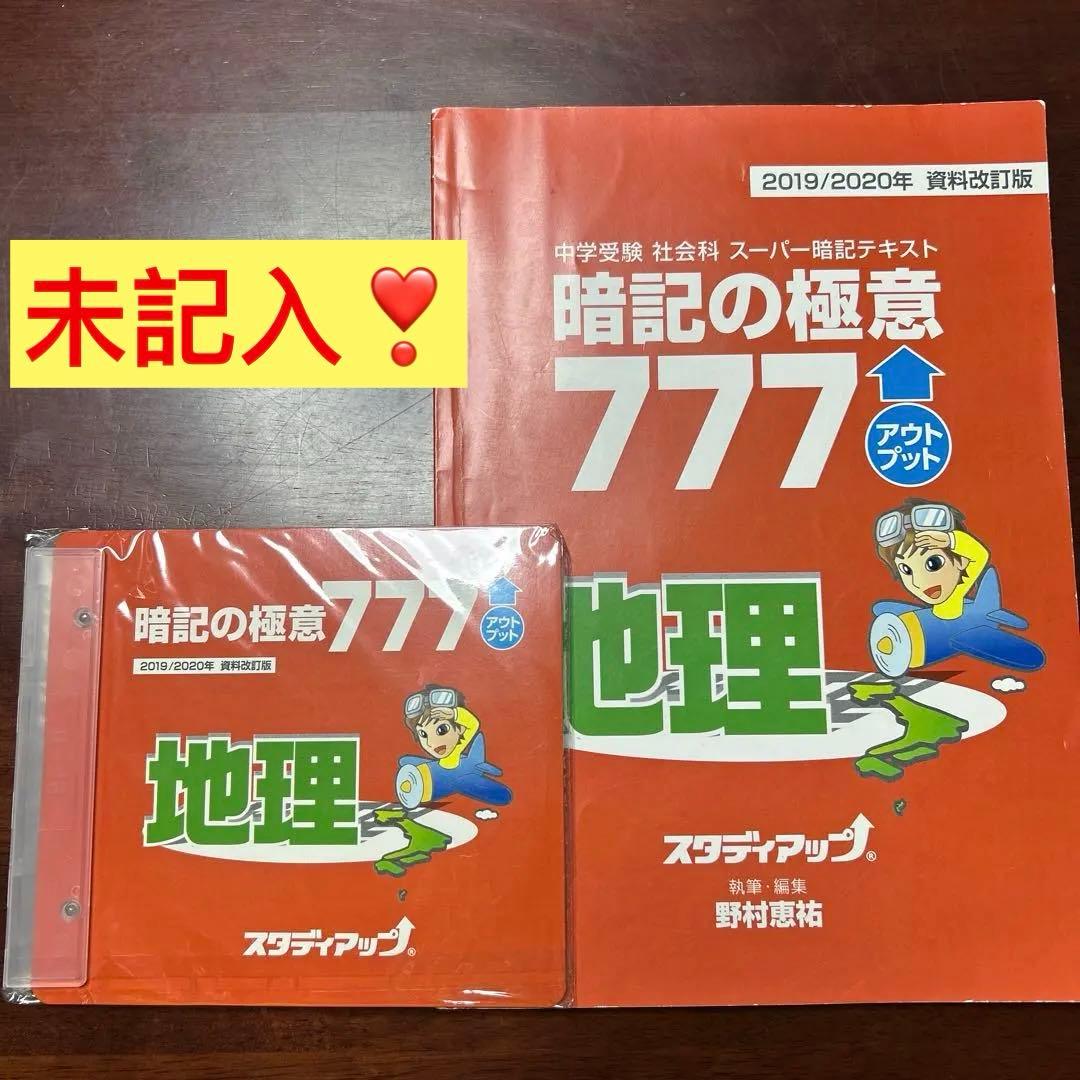 未記入❣
2019/2020年 資料改訂版
中学受験 社会科 スーパー暗記テキスト
暗記の極意
777
アウト
プット
地理
スタディアップ®
執筆・編集
野村恵祐
暗記の極意777
アウト
プット
2019/2020年 資料改訂版
地理
スタディアップ®